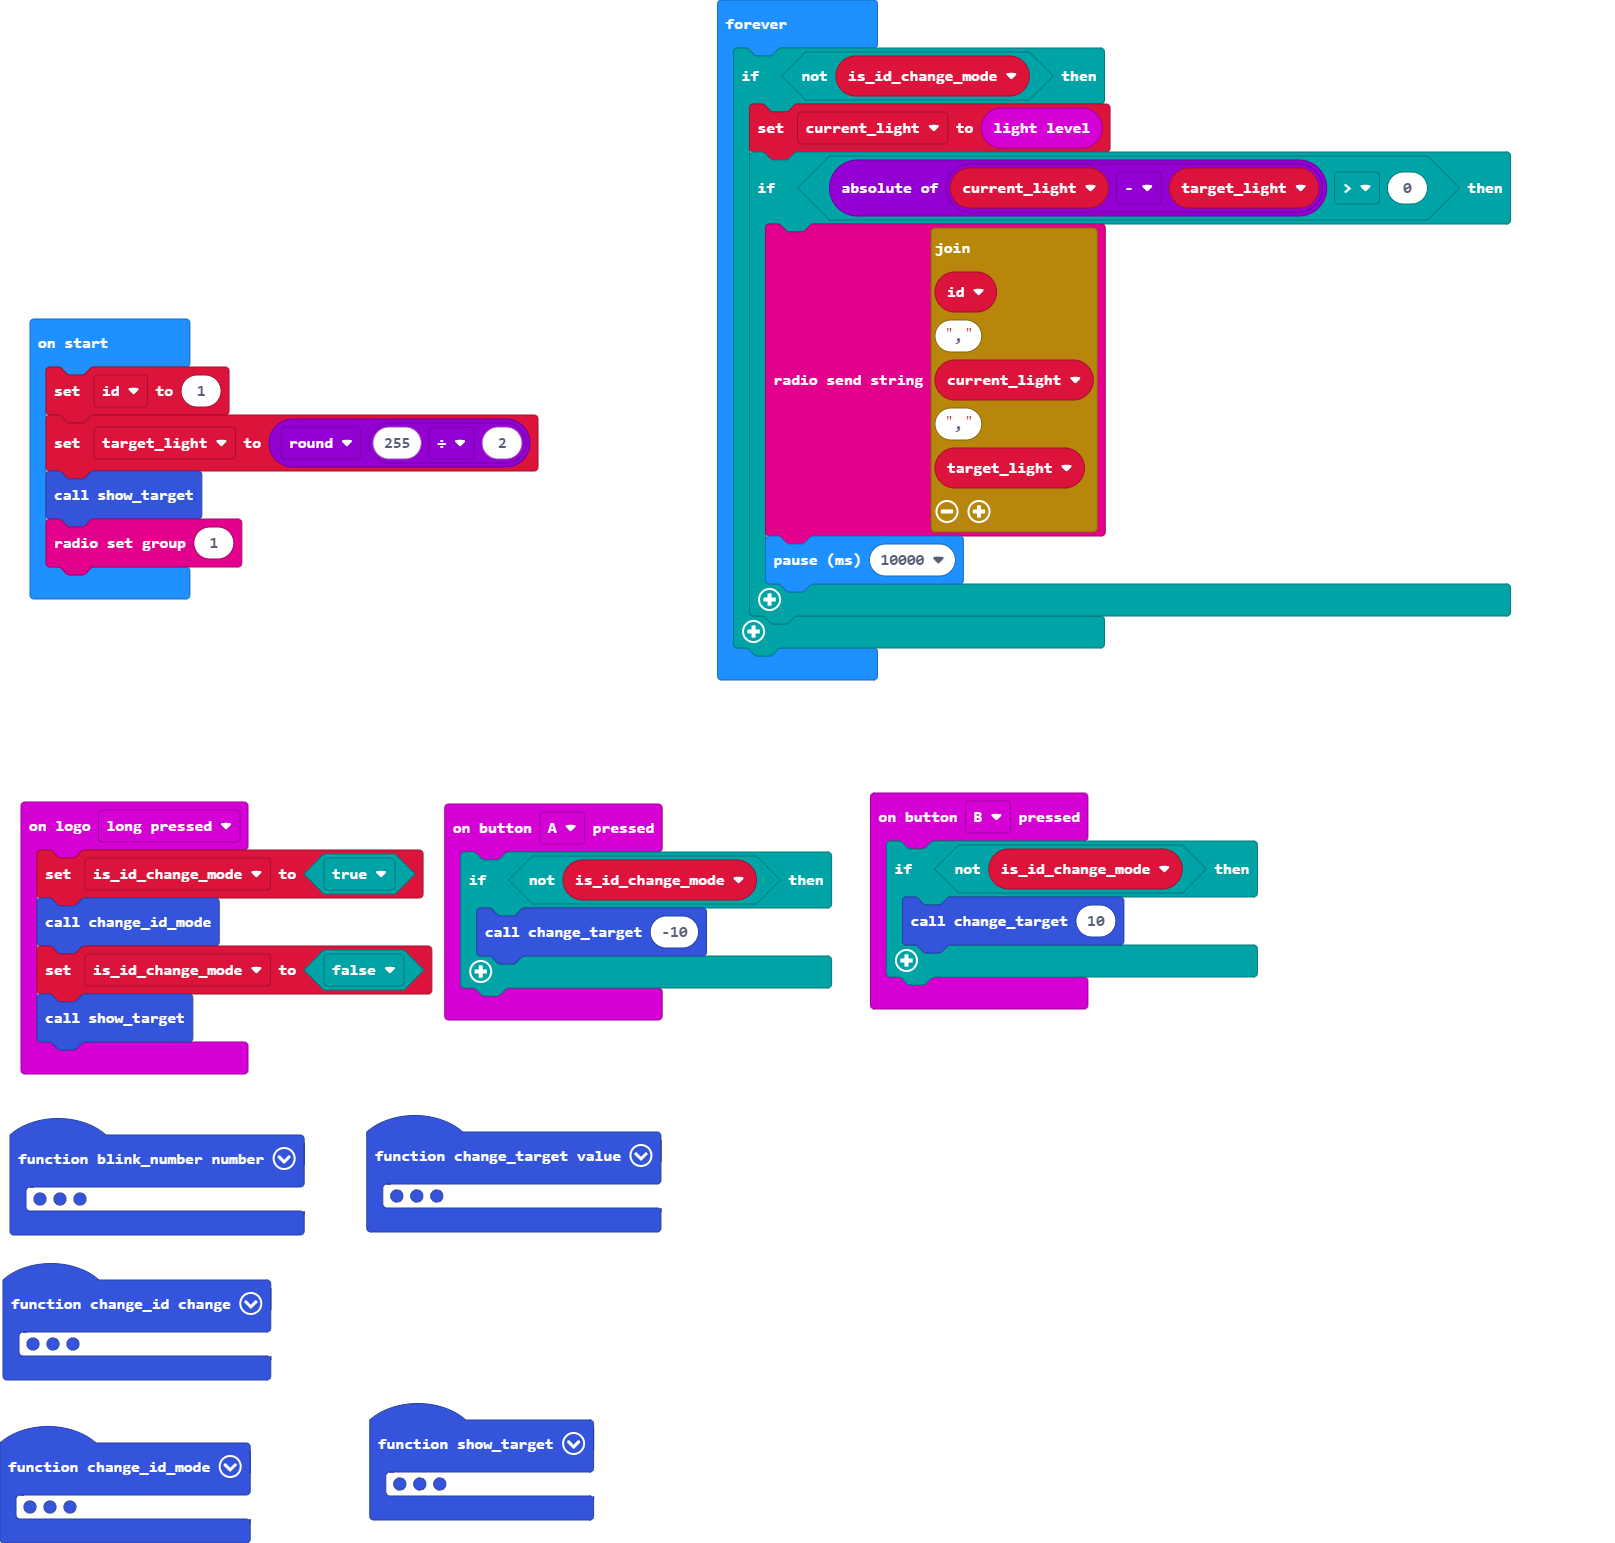 forever
if not is_id_change_mode then
set current_light to light level
if absolute of current_light - target_light > 0 then
radio send string
join
id
","
current_light
","
target_light
pause (ms) 10000
on start
set id to 1
set target_light to round 255 ÷ 2
call show_target
radio set group 1
on logo long pressed
set is_id_change_mode to true
call change_id_mode
set is_id_change_mode to false
call show_target
on button A pressed
if not is_id_change_mode then
call change_target -10
on button B pressed
if not is_id_change_mode then
call change_target 10
function blink_number number
function change_target value
function change_id change
function show_target
function change_id_mode